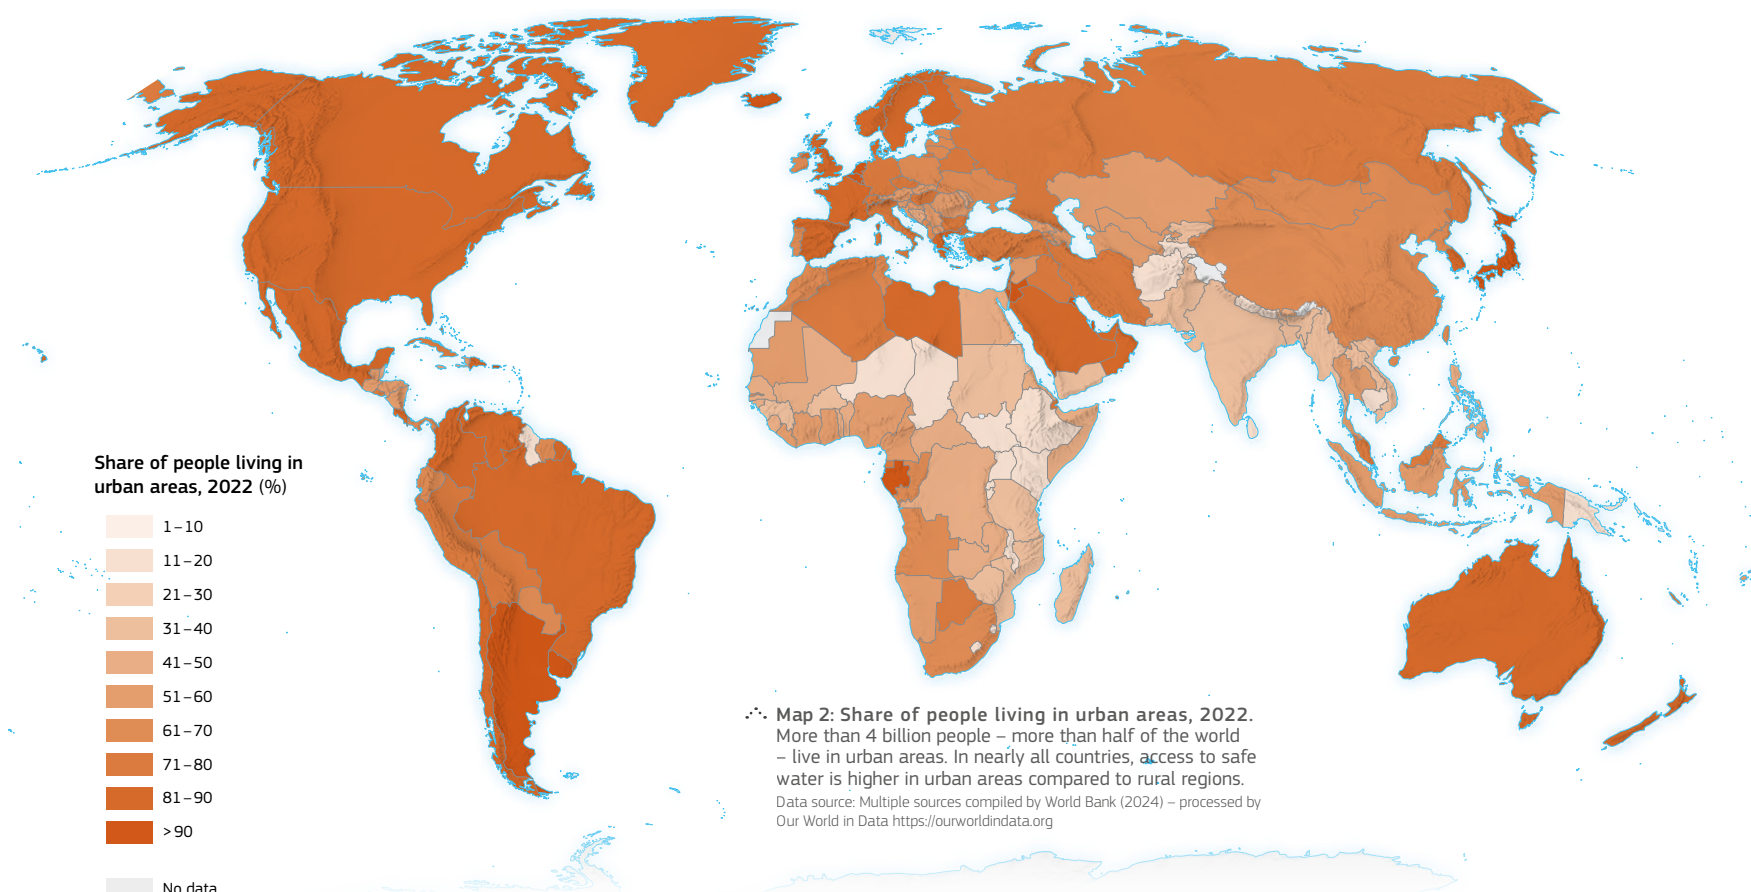 Share of people living in
urban areas, 2022 (%)
1–10
11–20
21–30
31–40
41–50
51–60
61–70
71–80
81–90
>90
No data
Map 2: Share of people living in urban areas, 2022.
More than 4 billion people – more than half of the world
– live in urban areas. In nearly all countries, access to safe
water is higher in urban areas compared to rural regions.
Data source: Multiple sources compiled by World Bank (2024) – processed by
Our World in Data https://ourworldindata.org